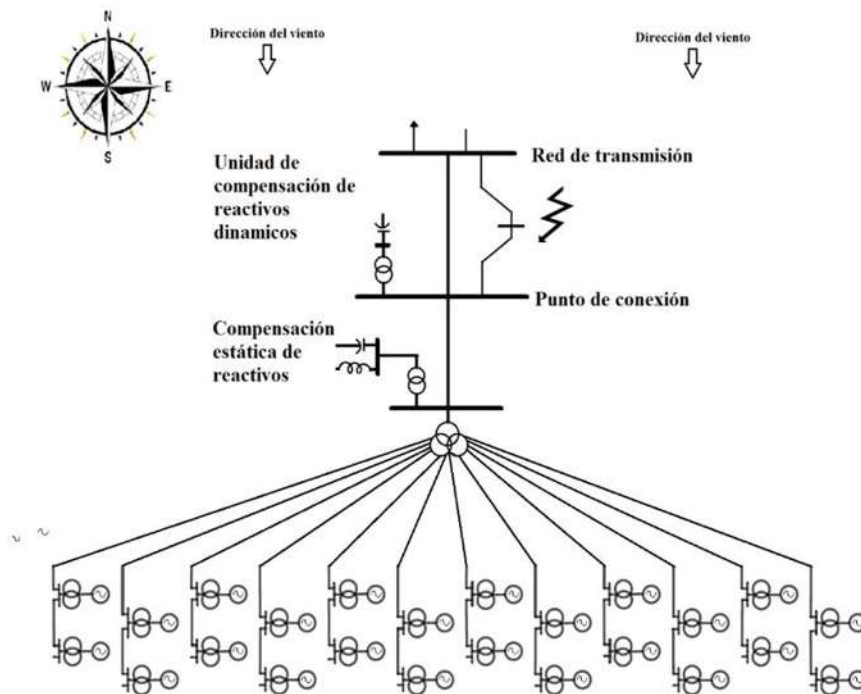 N
W
E
S
Dirección del viento
Dirección del viento
Unidad de
compensación de
reactivos
dinamicos
Red de transmisión
Punto de conexión
Compensación
estática de
reactivos